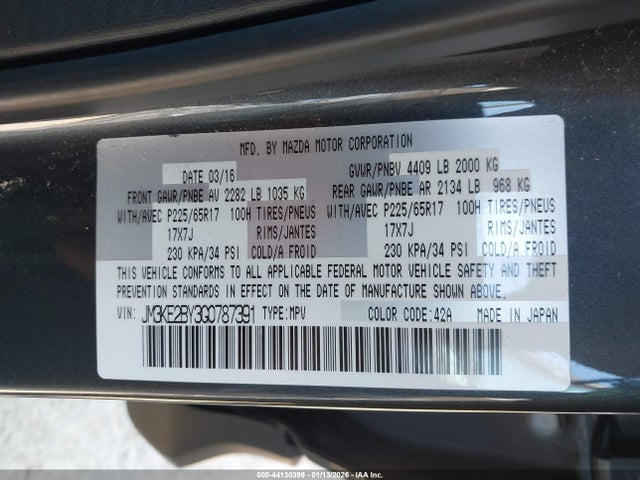 MFD. BY MAZDA MOTOR CORPORATION
DATE 03/16 GVWR/PNBV 4409 LB 2000 KG
FRONT GAWR/PNBE AV 2282 LB 1035 KG REAR GAWR/PNBE AR 2134 LB 968 KG
WITH/AVEC P225/65R17 100H TIRES/PNEUS WITH/AVEC P225/65R17 100H TIRES/PNEUS
17X7J RIMS/JANTES 17X7J RIMS/JANTES
230 KPA/34 PSI COLD/A FROID 230 KPA/34 PSI COLD/A FROID
THIS VEHICLE CONFORMS TO ALL APPLICABLE FEDERAL MOTOR VEHICLE SAFETY AND THEFT
PREVENTION STANDARDS IN EFFECT ON THE DATE OF MANUFACTURE SHOWN ABOVE.
VIN: JM3KE2BY3G0787391 TYPE:MPV COLOR CODE:42A MADE IN JAPAN
000-44130399 - 01/13/2026 - IAA Inc.